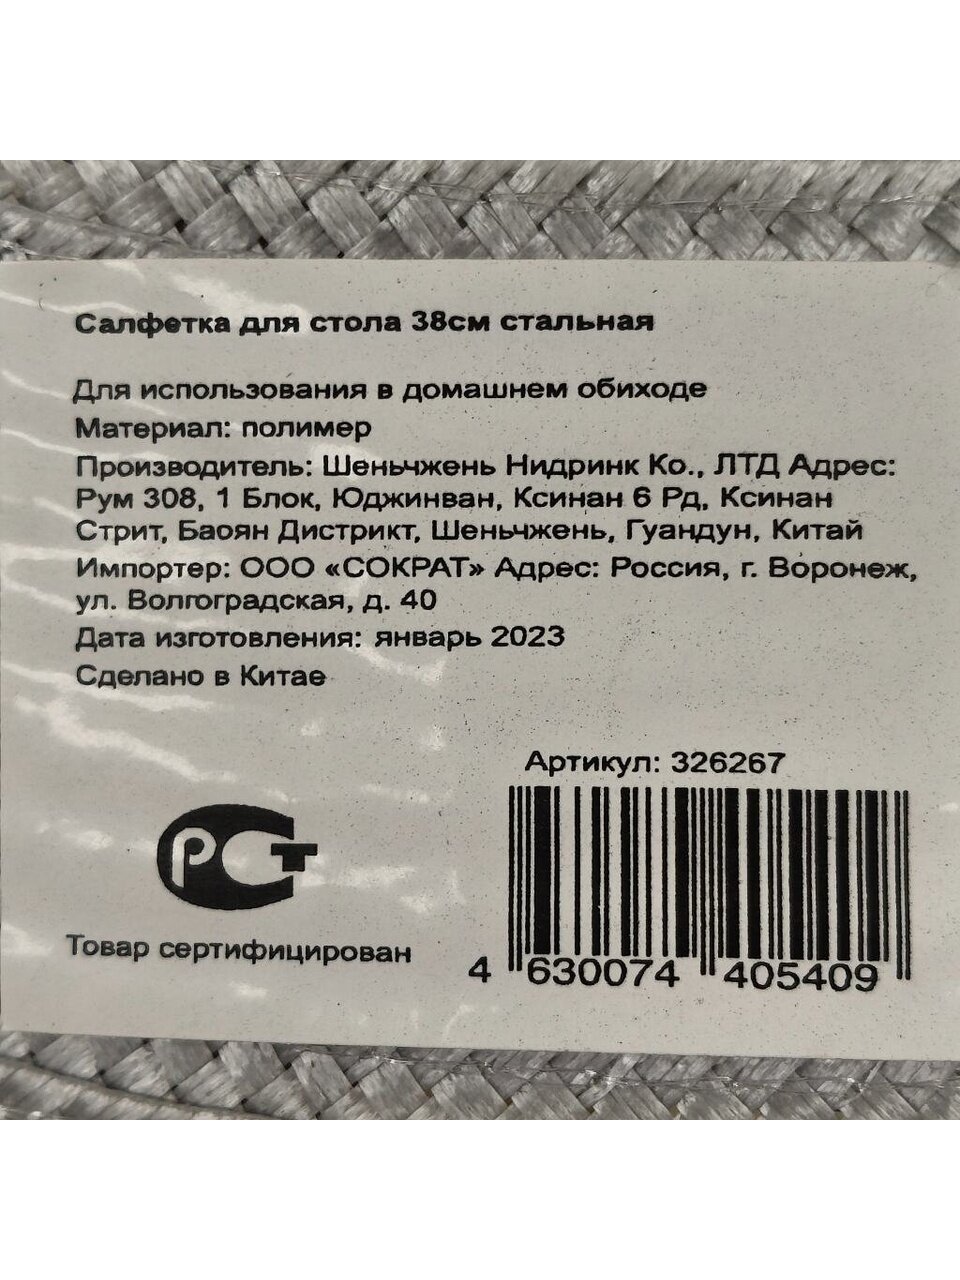 Салфетка для стола 38см стальная
Для использования в домашнем обиходе
Материал: полимер
Производитель: Шеньчжень Нидринк Ко., ЛТД Адрес:
Рум 308, 1 Блок, Юджинван, Ксинан 6 Рд, Ксинан
Стрит, Баоян Дистрикт, Шеньчжень, Гуандун, Китай
Импортер: ООО «СОКРАТ» Адрес: Россия, г. Воронеж,
ул. Волгоградская, д. 40
Дата изготовления: январь 2023
Сделано в Китае
Артикул: 326267
РСТ
Товар сертифицирован
4 630074 405409